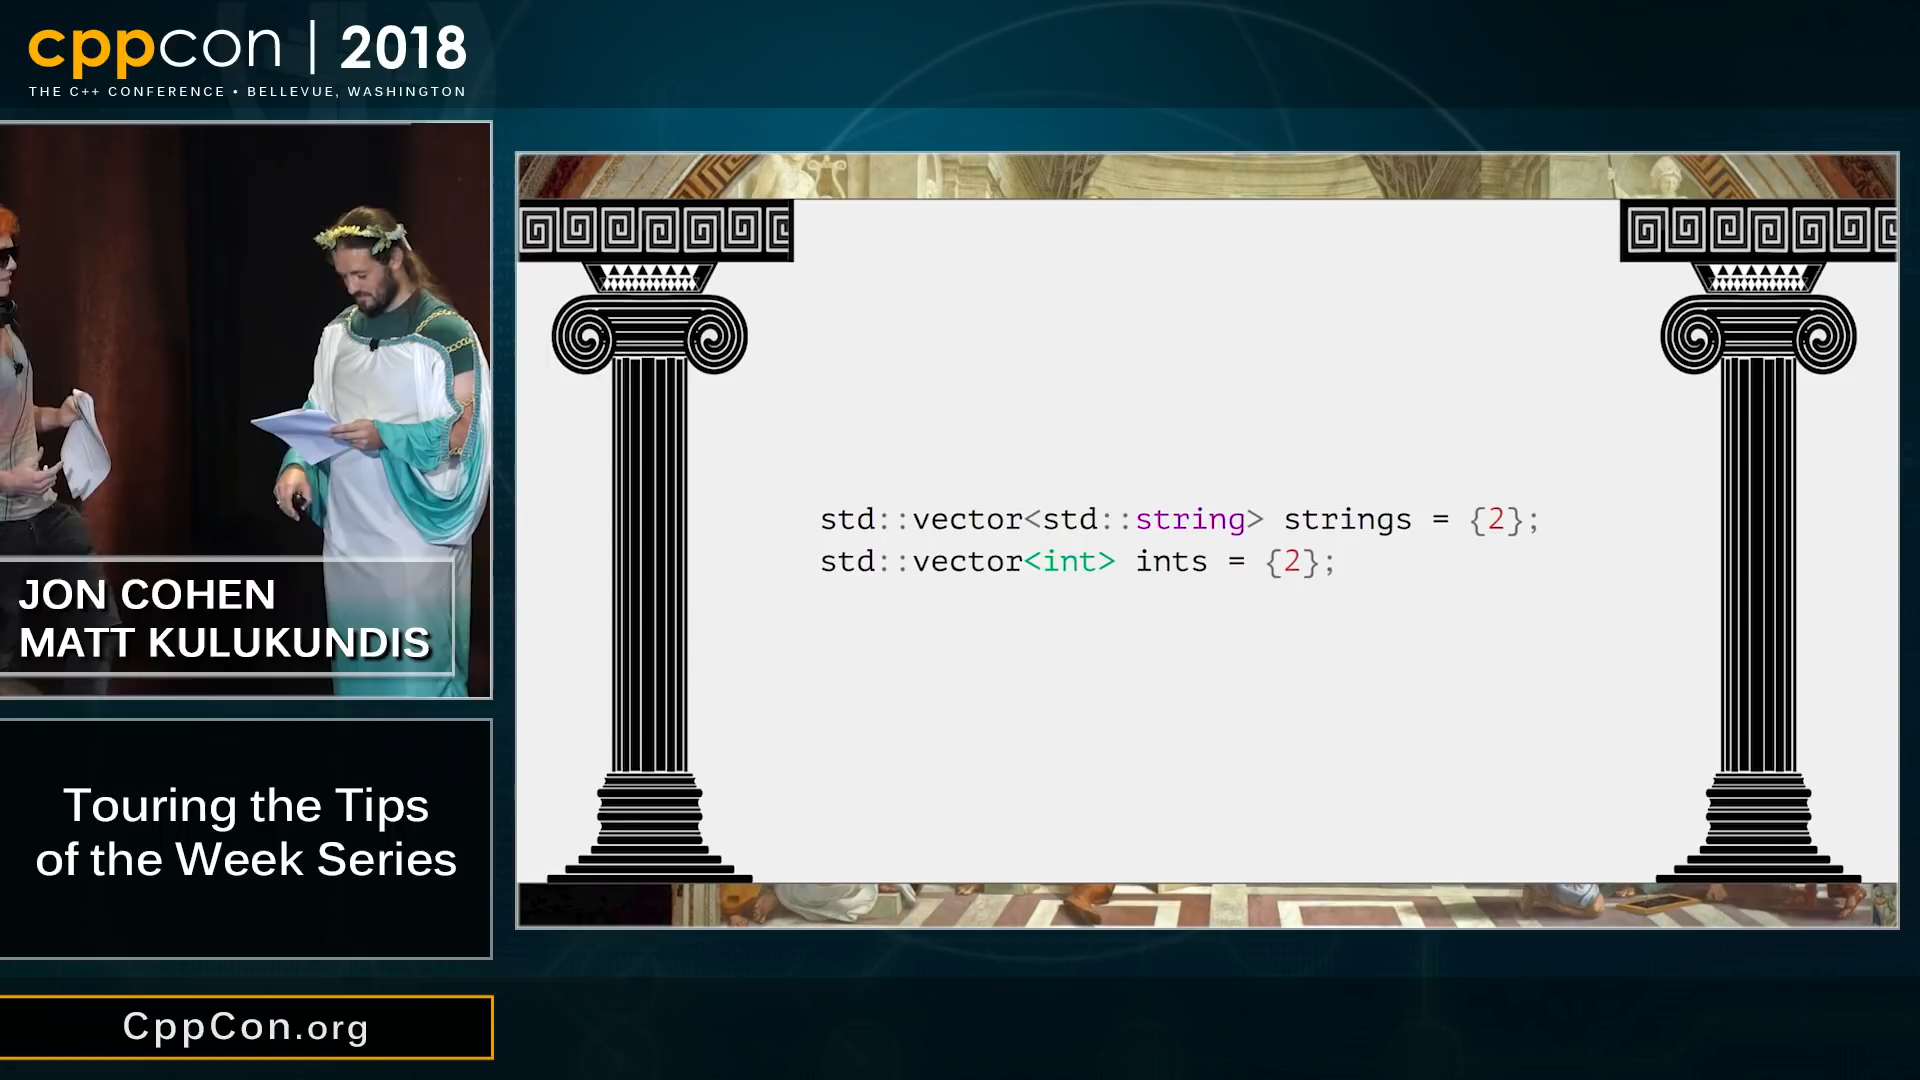 cppcon | 2018
THE C++ CONFERENCE • BELLEVUE, WASHINGTON
JON COHEN
MATT KULUKUNDIS
Touring the Tips
of the Week Series
CppCon.org
std::vector<std::string> strings = {2};
std::vector<int> ints = {2};